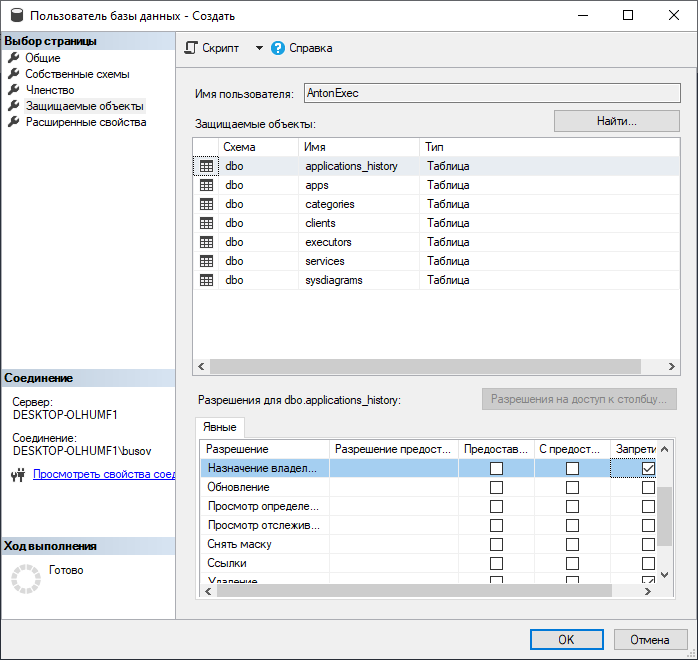 Пользователь базы данных - Создать
Выбор страницы
Общие
Собственные схемы
Членство
Защищаемые объекты
Расширенные свойства
Скрипт
Справка
Имя пользователя: AntonExec
Защищаемые объекты: Найти...
Схема Имя Тип
dbo applications_history Таблица
dbo apps Таблица
dbo categories Таблица
dbo clients Таблица
dbo executors Таблица
dbo services Таблица
dbo sysdiagrams Таблица
Соединение
Сервер:
DESKTOP-OLHUMF1
Соединение:
DESKTOP-OLHUMF1\busov
Просмотреть свойства соед
Разрешения для dbo.applications_history: Разрешения на доступ к столбцу...
Явные
Разрешение Разрешение предост... Предостав... С предост... Запрети
Назначение владел...
Обновление
Просмотр определе...
Просмотр отслежив...
Снять маску
Ссылки
Удаление
Ход выполнения
Готово
OK Отмена